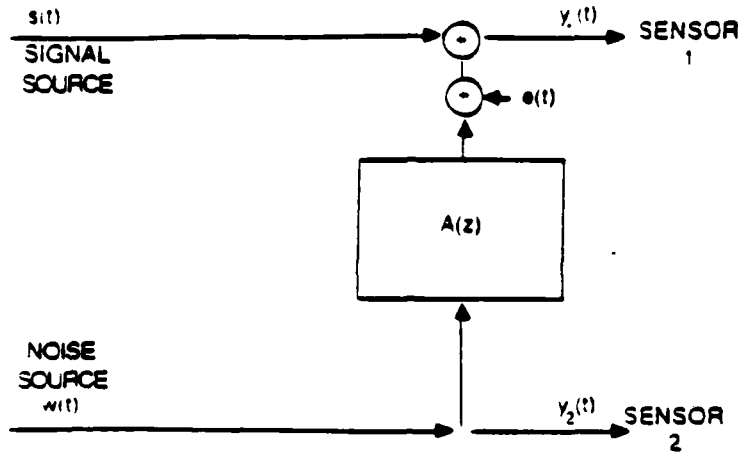 s(t)
SIGNAL
SOURCE
y₁(t)
SENSOR
1
+
+
e(t)
A(z)
NOISE
SOURCE
w(t)
y₂(t)
SENSOR
2